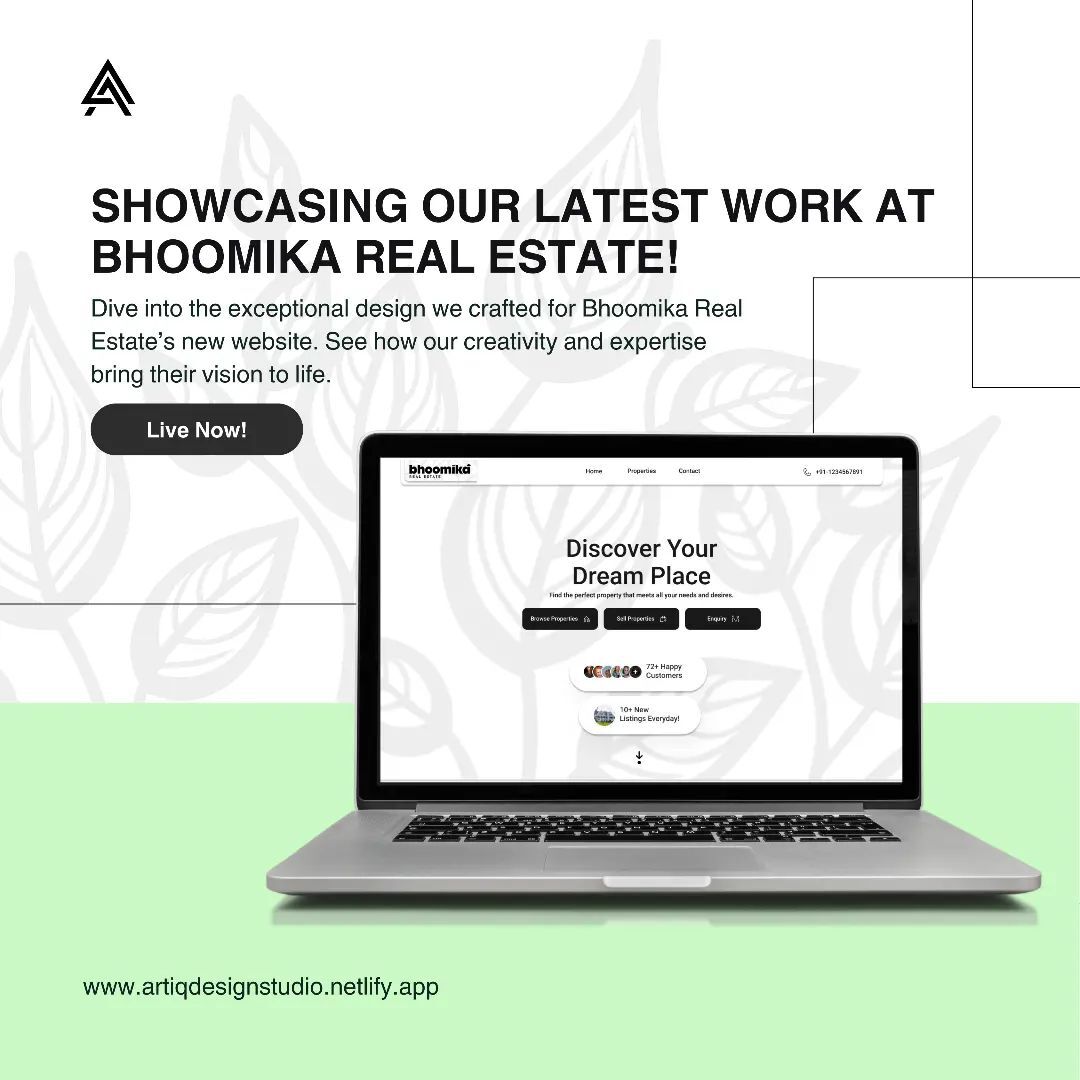 SHOWCASING OUR LATEST WORK AT
BHOOMIKA REAL ESTATE!
Dive into the exceptional design we crafted for Bhoomika Real
Estate’s new website. See how our creativity and expertise
bring their vision to life.
Live Now!
bhoomika
REAL ESTATE
Home Properties Contact +91-1234567891
Discover Your
Dream Place
Find the perfect property that meets all your needs and desires.
Browse Properties Sell Properties Enquiry
72+ Happy
Customers
10+ New
Listings Everyday!
www.artiqdesignstudio.netlify.app